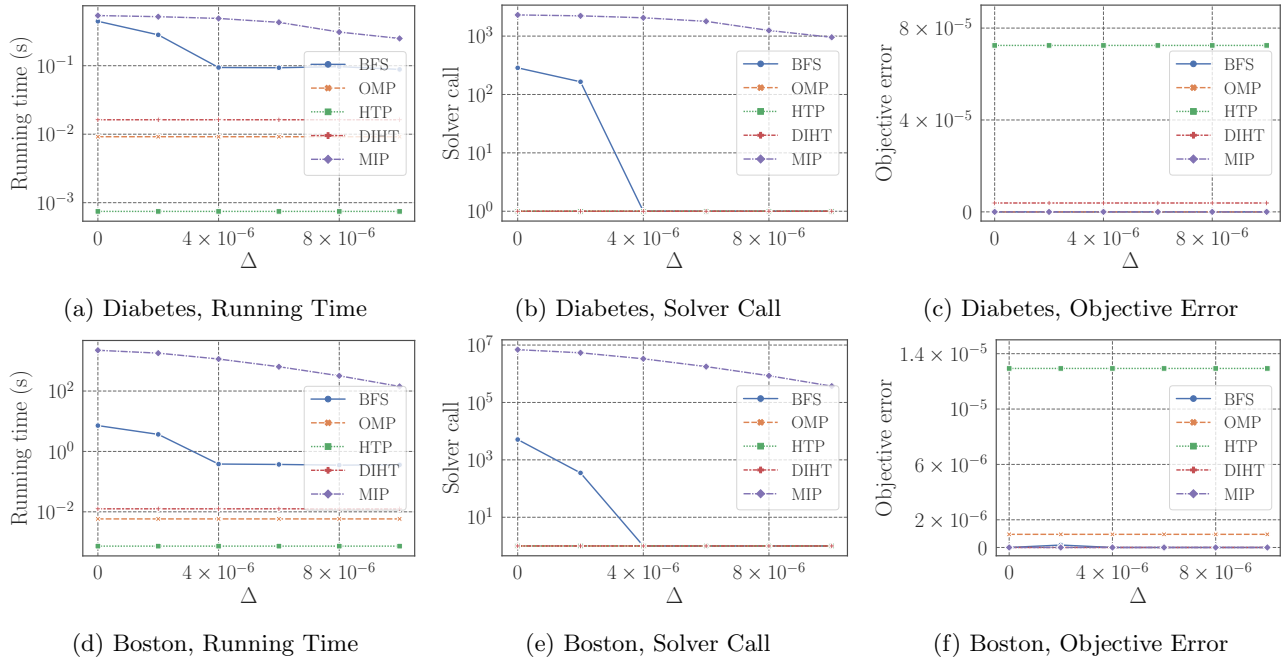 Running time (s)
10^{-1}
10^{-2}
10^{-3}
0
4 × 10^{-6}
8 × 10^{-6}
Δ
BFS
OMP
HTP
DIHT
MIP
(a) Diabetes, Running Time
Solver call
10^3
10^2
10^1
10^0
0
4 × 10^{-6}
8 × 10^{-6}
Δ
BFS
OMP
HTP
DIHT
MIP
(b) Diabetes, Solver Call
Objective error
8 × 10^{-5}
4 × 10^{-5}
0
0
4 × 10^{-6}
8 × 10^{-6}
Δ
BFS
OMP
HTP
DIHT
MIP
(c) Diabetes, Objective Error
Running time (s)
10^2
10^0
10^{-2}
0
4 × 10^{-6}
8 × 10^{-6}
Δ
BFS
OMP
HTP
DIHT
MIP
(d) Boston, Running Time
Solver call
10^7
10^5
10^3
10^1
0
4 × 10^{-6}
8 × 10^{-6}
Δ
BFS
OMP
HTP
DIHT
MIP
(e) Boston, Solver Call
Objective error
1.4 × 10^{-5}
10^{-5}
6 × 10^{-6}
2 × 10^{-6}
0
0
4 × 10^{-6}
8 × 10^{-6}
Δ
BFS
OMP
HTP
DIHT
MIP
(f) Boston, Objective Error